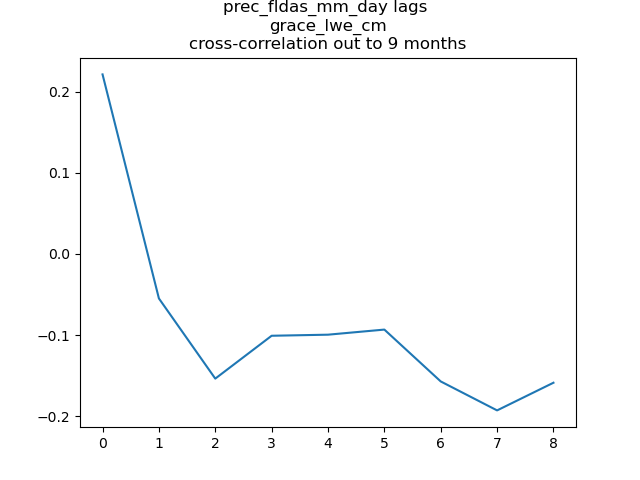 prec_fldas_mm_day lags
grace_lwe_cm
cross-correlation out to 9 months
0.2
0.1
0.0
−0.1
−0.2
0 1 2 3 4 5 6 7 8